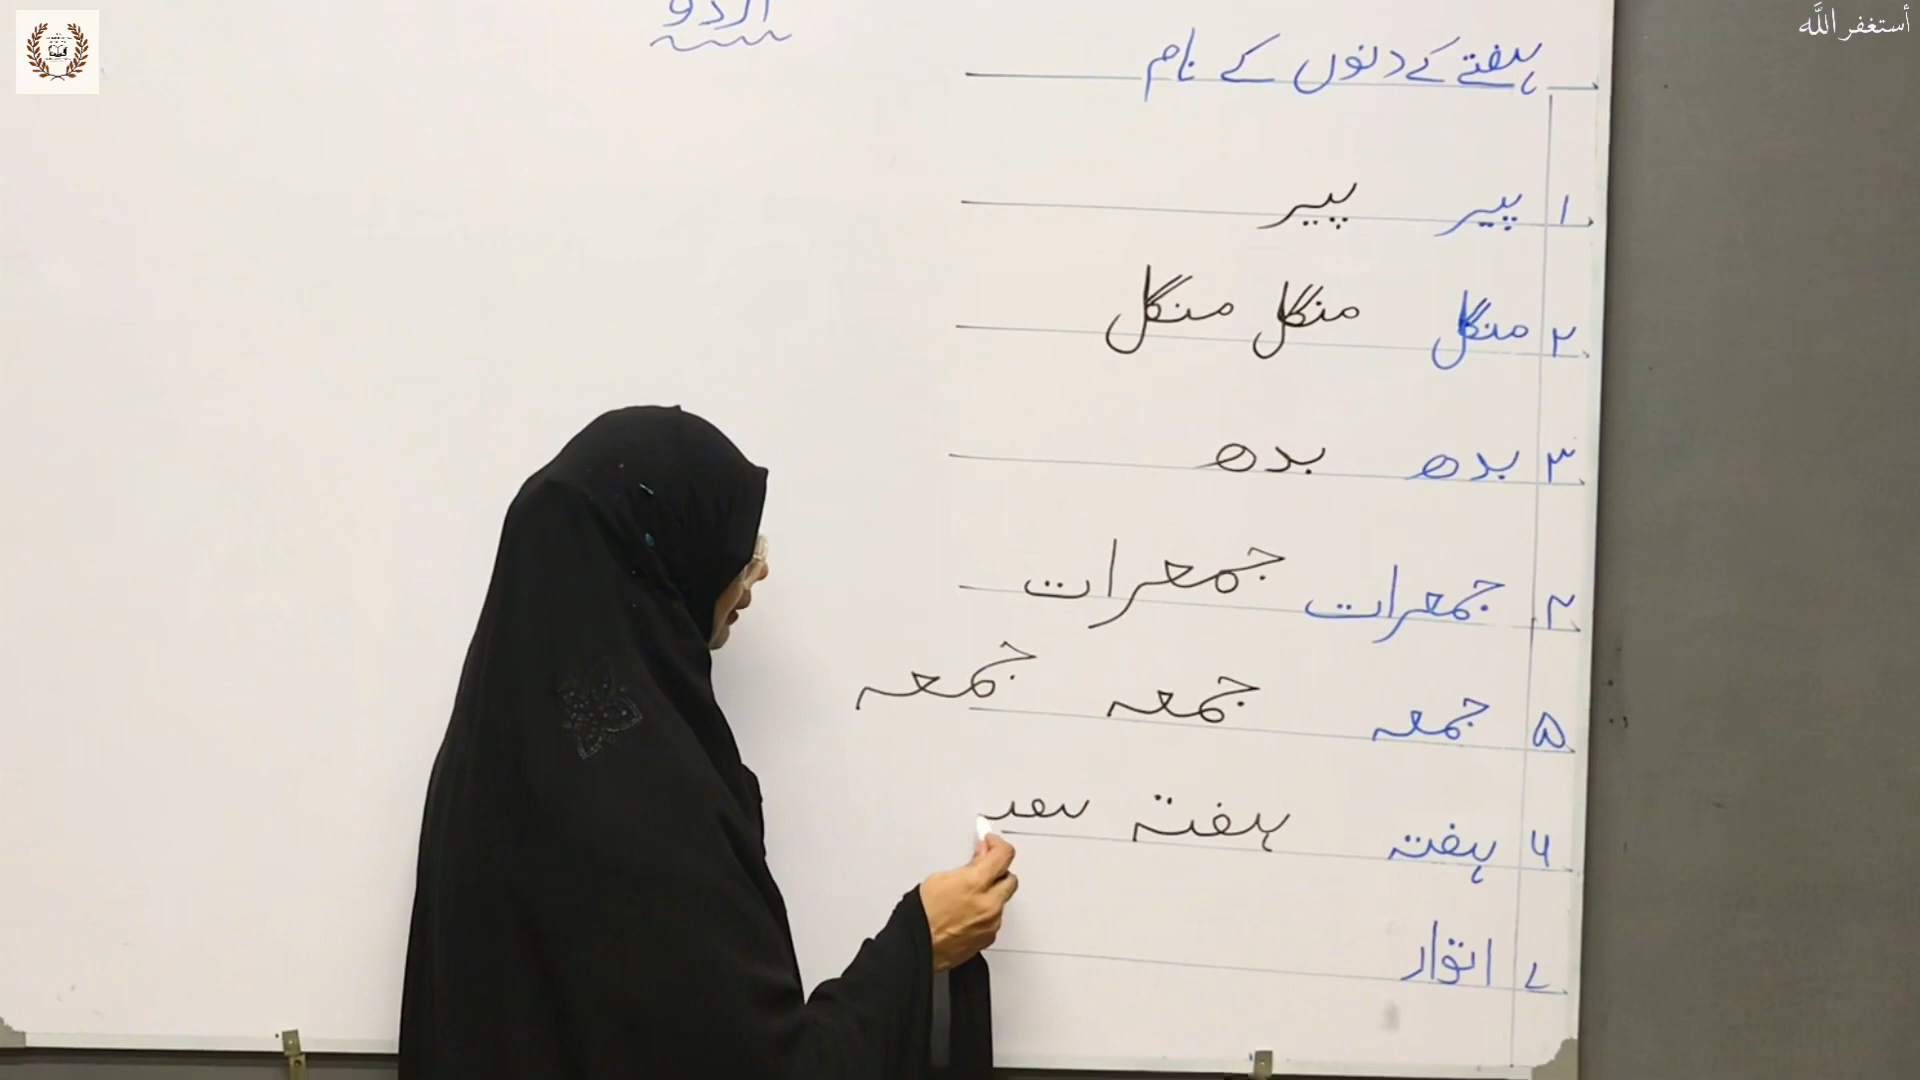 أستغفر الله
اردو
ہفتے کے دنوں کے نام
۱ پیر پیر
۲ منگل منگل منگل
۳ بدھ بدھ
۴ جمعرات جمعرات
۵ جمعہ جمعہ جمعہ
۶ ہفتہ ہفتہ
۷ اتوار